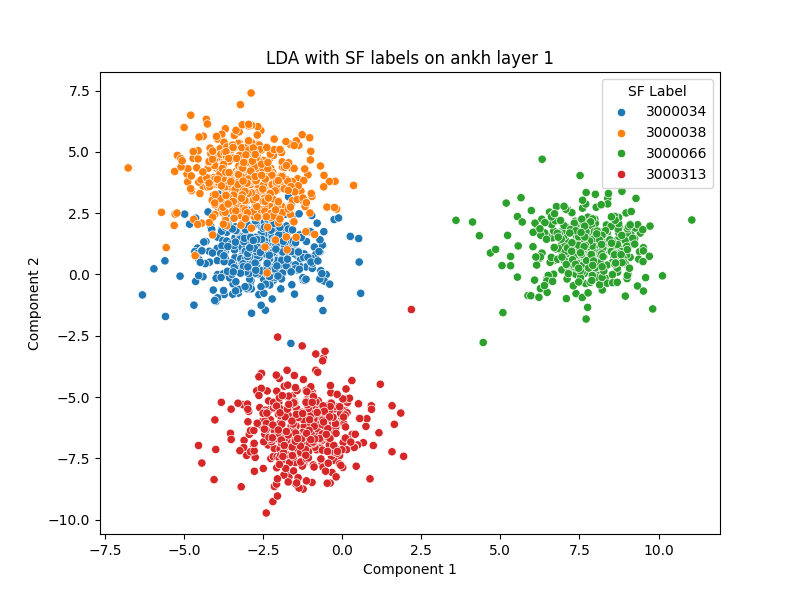 LDA with SF labels on ankh layer 1
SF Label
3000034
3000038
3000066
3000313
Component 2
7.5
5.0
2.5
0.0
−2.5
−5.0
−7.5
−10.0
−7.5 −5.0 −2.5 0.0 2.5 5.0 7.5 10.0
Component 1